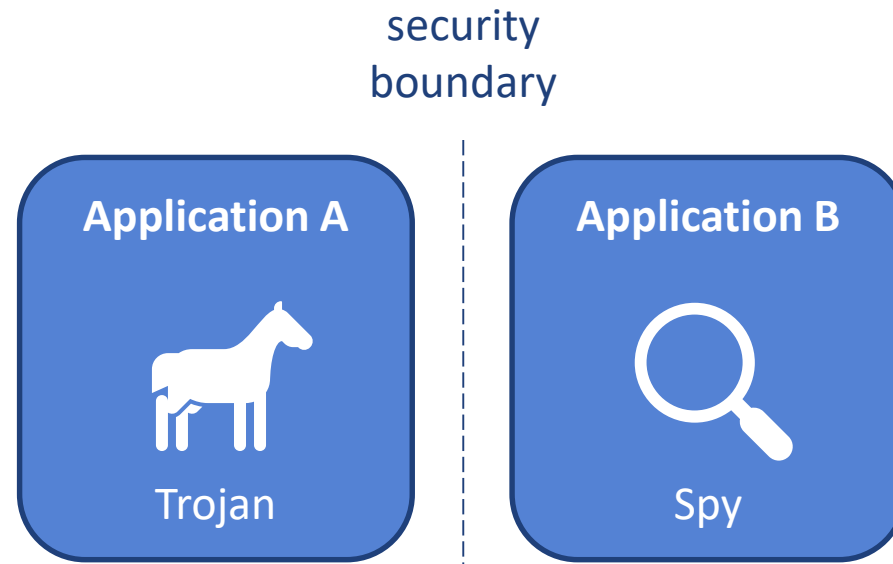 security
boundary
Application A
Application B
Trojan
Spy